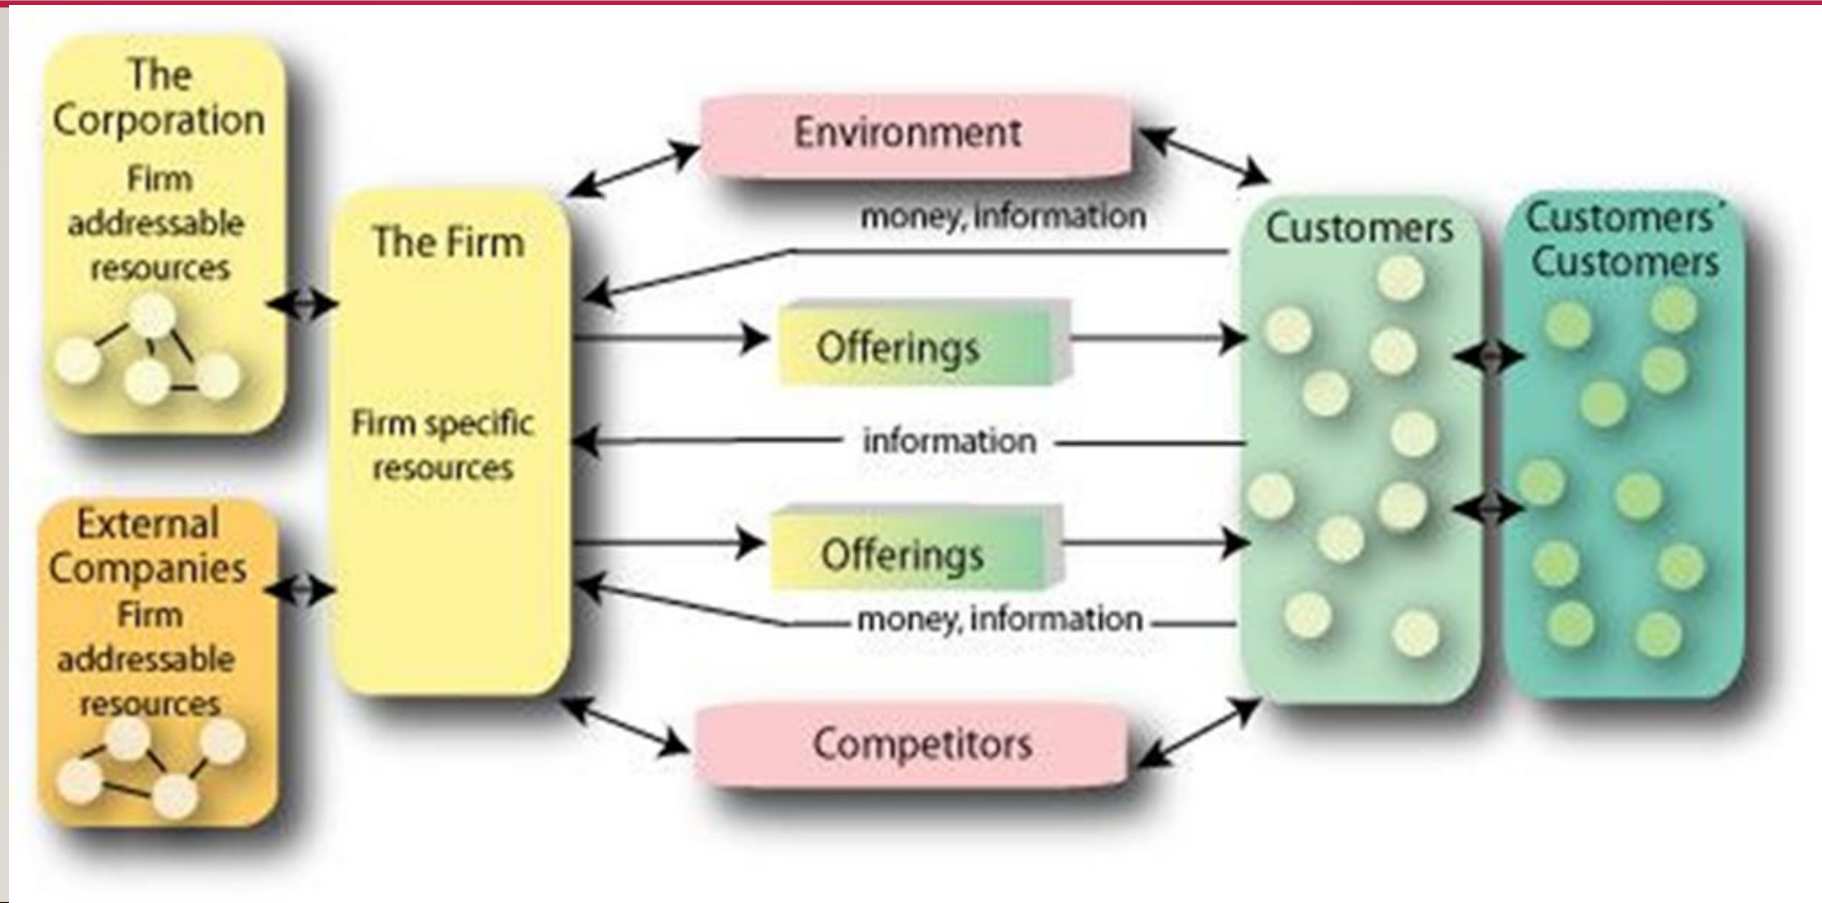 The
Corporation
Firm
addressable
resources
External
Companies
Firm
addressable
resources
The Firm
Firm specific
resources
Environment
money, information
Offerings
information
Offerings
money, information
Competitors
Customers
Customers'
Customers